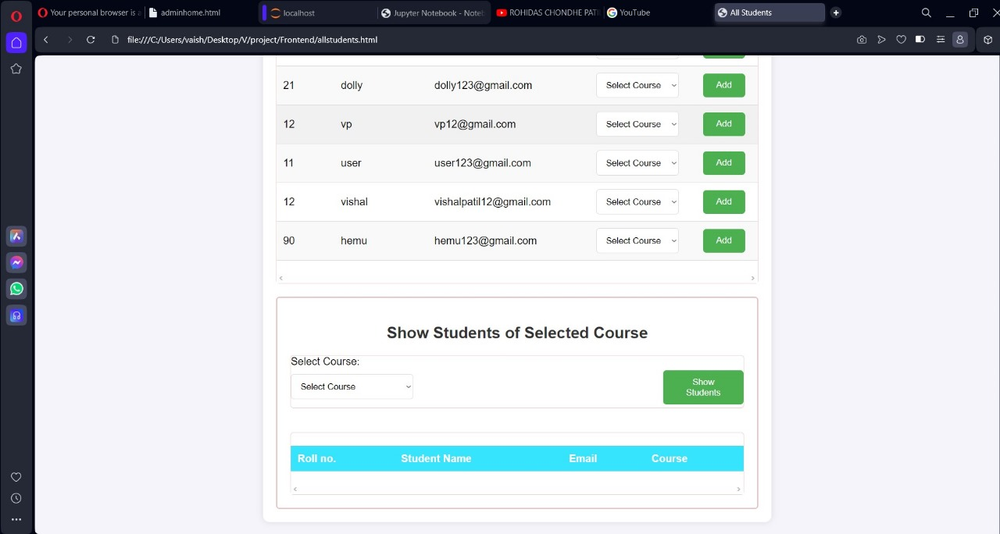 Your personal browser is a
adminhome.html
localhost
Jupyter Notebook - Note
ROHIDAS CHONDHE PATI
YouTube
All Students
file:///C:/Users/vaish/Desktop/V/project/Frontend/allstudents.html
21 dolly dolly123@gmail.com Select Course Add
12 vp vp12@gmail.com Select Course Add
11 user user123@gmail.com Select Course Add
12 vishal vishalpatil12@gmail.com Select Course Add
90 hemu hemu123@gmail.com Select Course Add
Show Students of Selected Course
Select Course:
Select Course
Show
Students
Roll no. Student Name Email Course